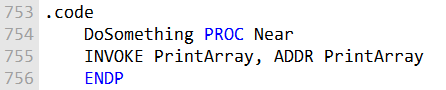 753 .code
754 DoSomething PROC Near
755 INVOKE PrintArray, ADDR PrintArray
756 ENDP